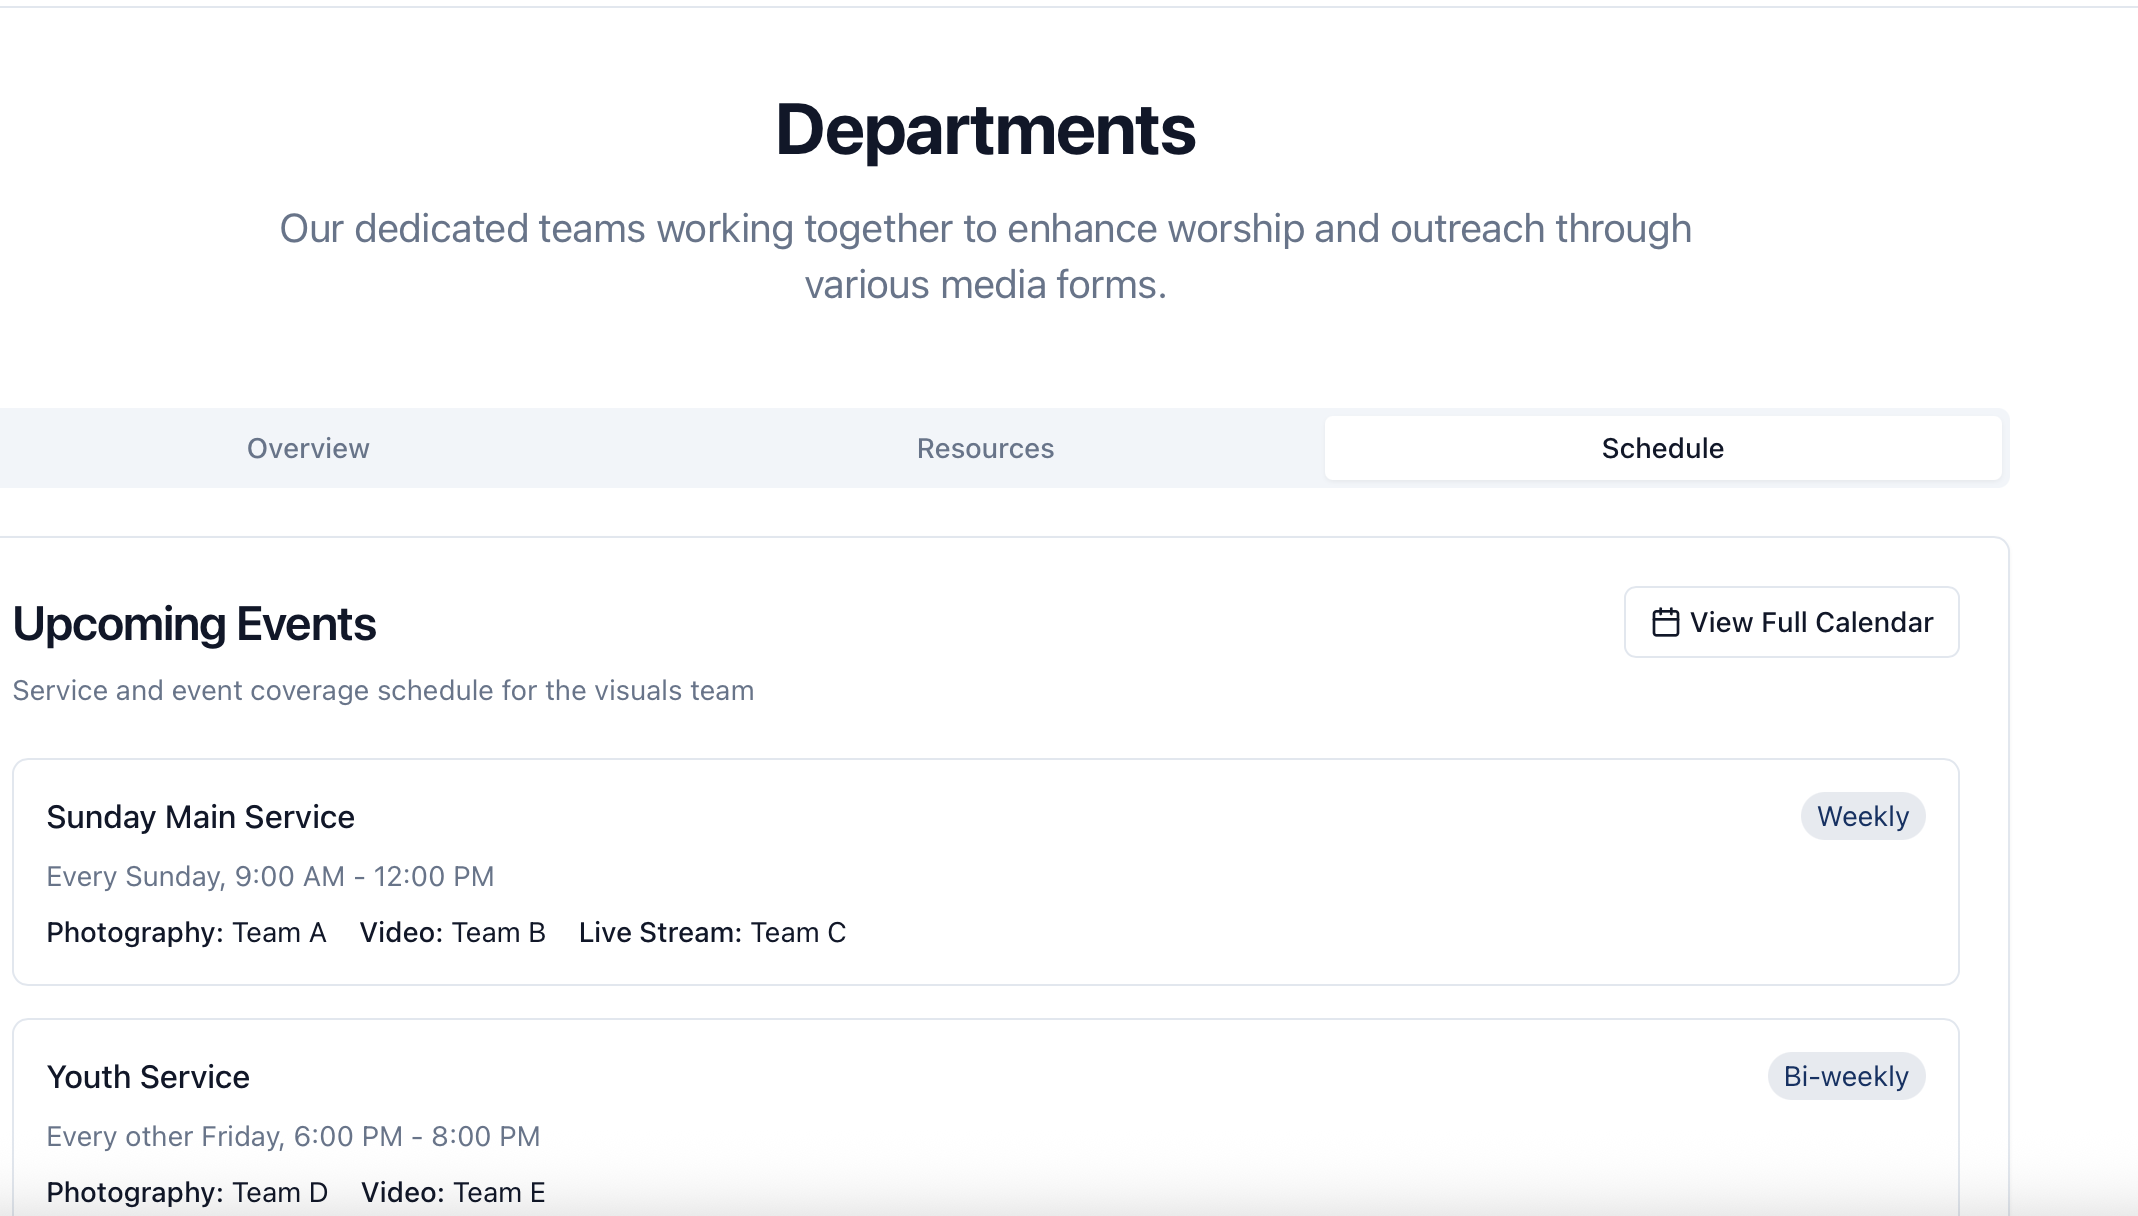 Departments
Our dedicated teams working together to enhance worship and outreach through
various media forms.
Overview
Resources
Schedule
Upcoming Events
View Full Calendar
Service and event coverage schedule for the visuals team
Sunday Main Service
Weekly
Every Sunday, 9:00 AM - 12:00 PM
Photography: Team A Video: Team B Live Stream: Team C
Youth Service
Bi-weekly
Every other Friday, 6:00 PM - 8:00 PM
Photography: Team D Video: Team E